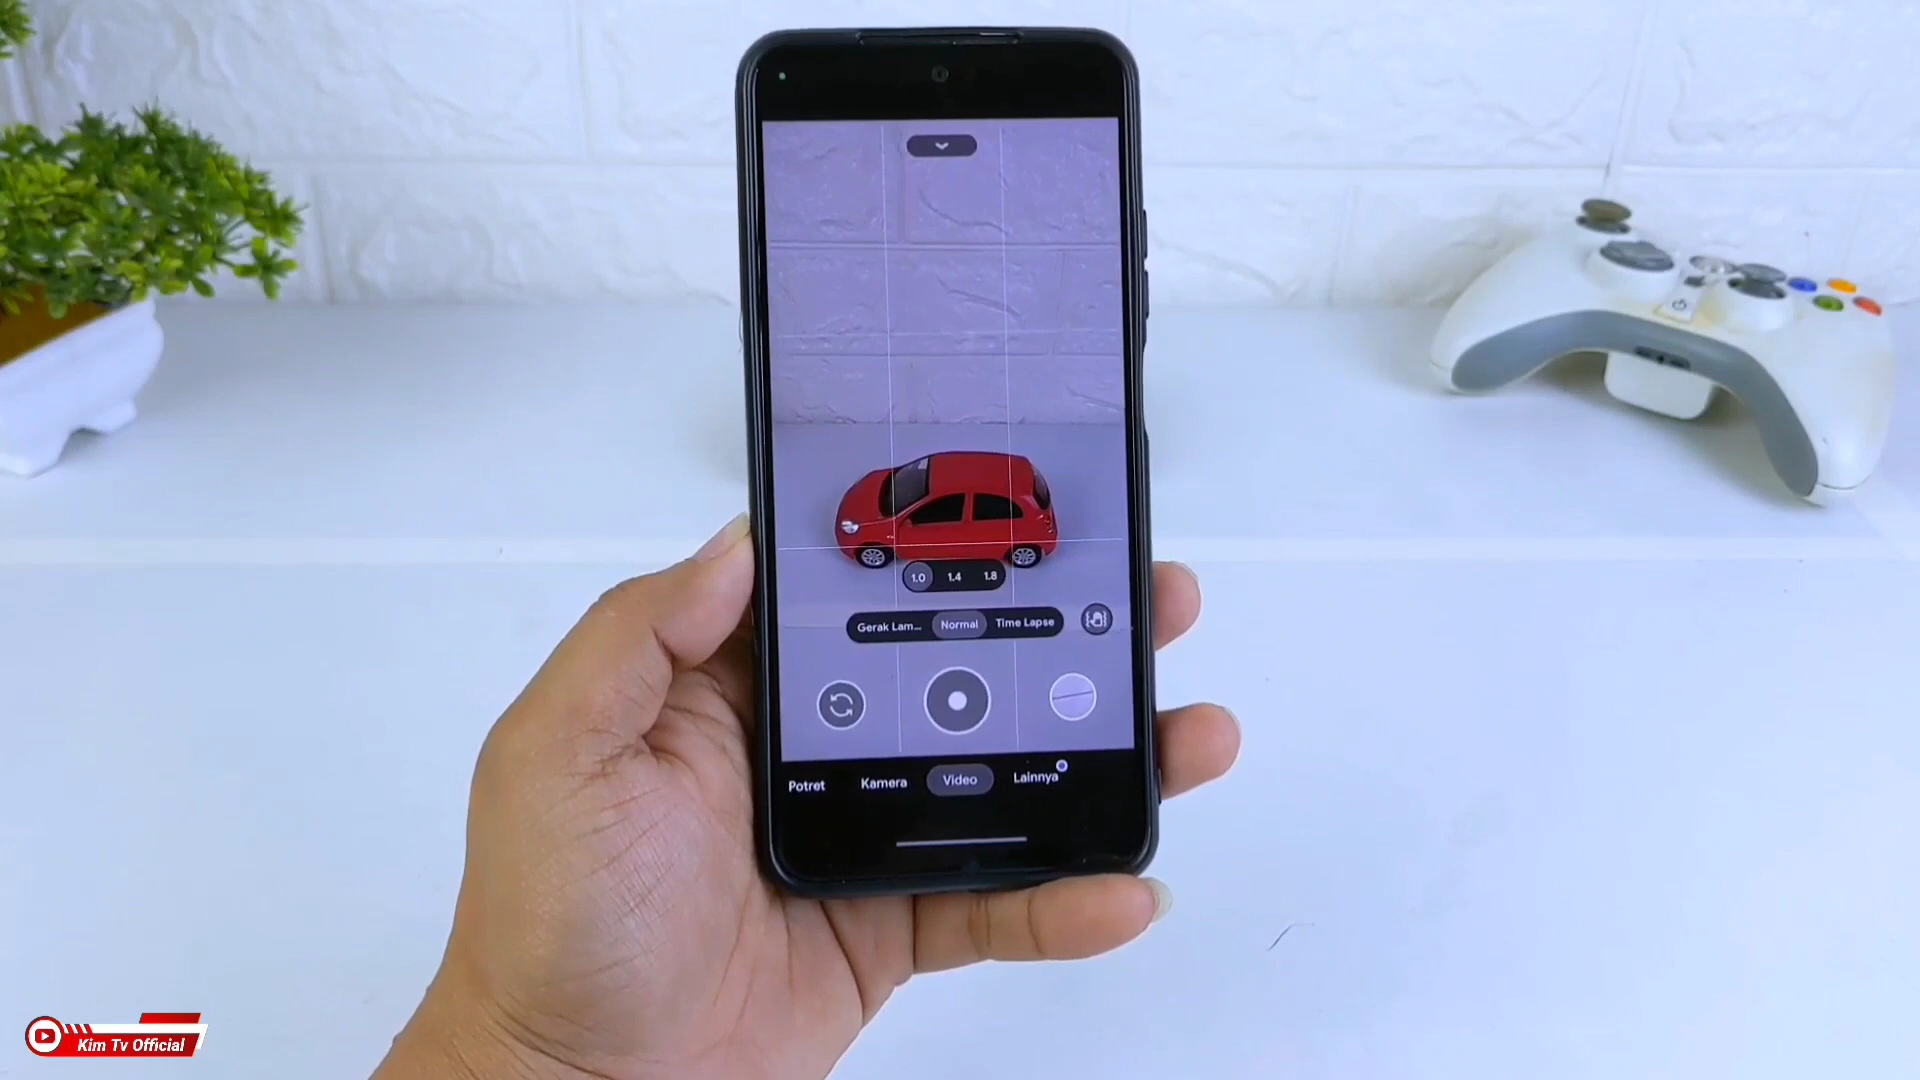 1.0 1.4 1.8
Gerak Lam... Normal Time Lapse
Potret Kamera Video Lainnya
Kim Tv Official